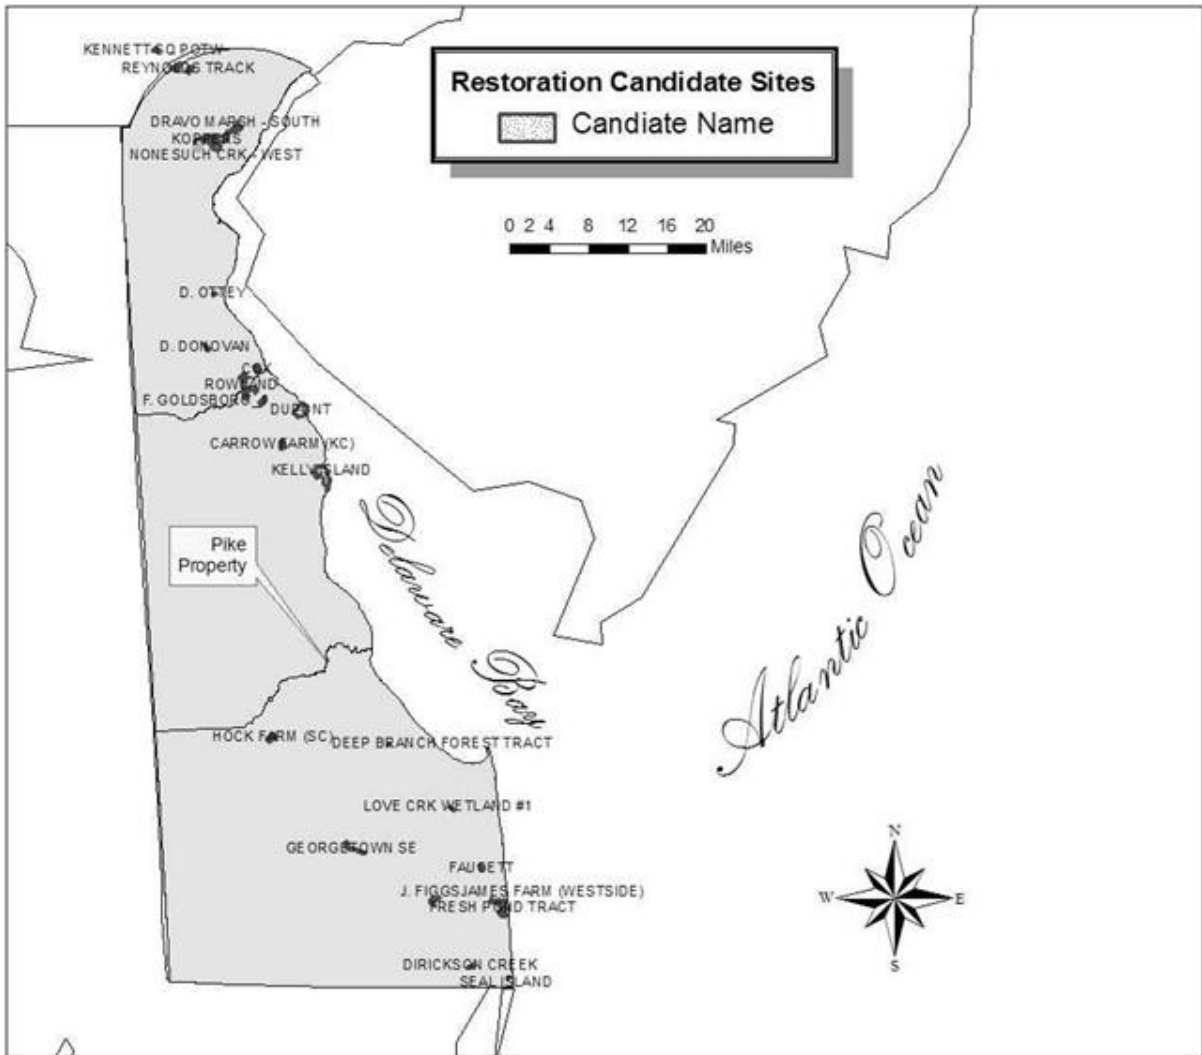 KENNETT SQ POTW
REYNOLDS TRACK
Restoration Candidate Sites
Candiate Name
DRAVO MARSH - SOUTH
KOPPERS
NONESUCH CRK - WEST
0 2 4 8 12 16 20
Miles
D. OTTEY
D. DONOVAN
COX
ROWLAND
F. GOLDSBORO
DUPONT
CARROW FARM (KC)
KELLY ISLAND
Pike
Property
Delaware Bay
Atlantic Ocean
HOCK FARM (SC)
DEEP BRANCH FOREST TRACT
LOVE CRK WETLAND #1
GEORGETOWN SE
FAUCETT
J. FIGGSJAMES FARM (WESTSIDE)
FRESH POND TRACT
DIRICKSON CREEK
SEAL ISLAND
N
W E
S